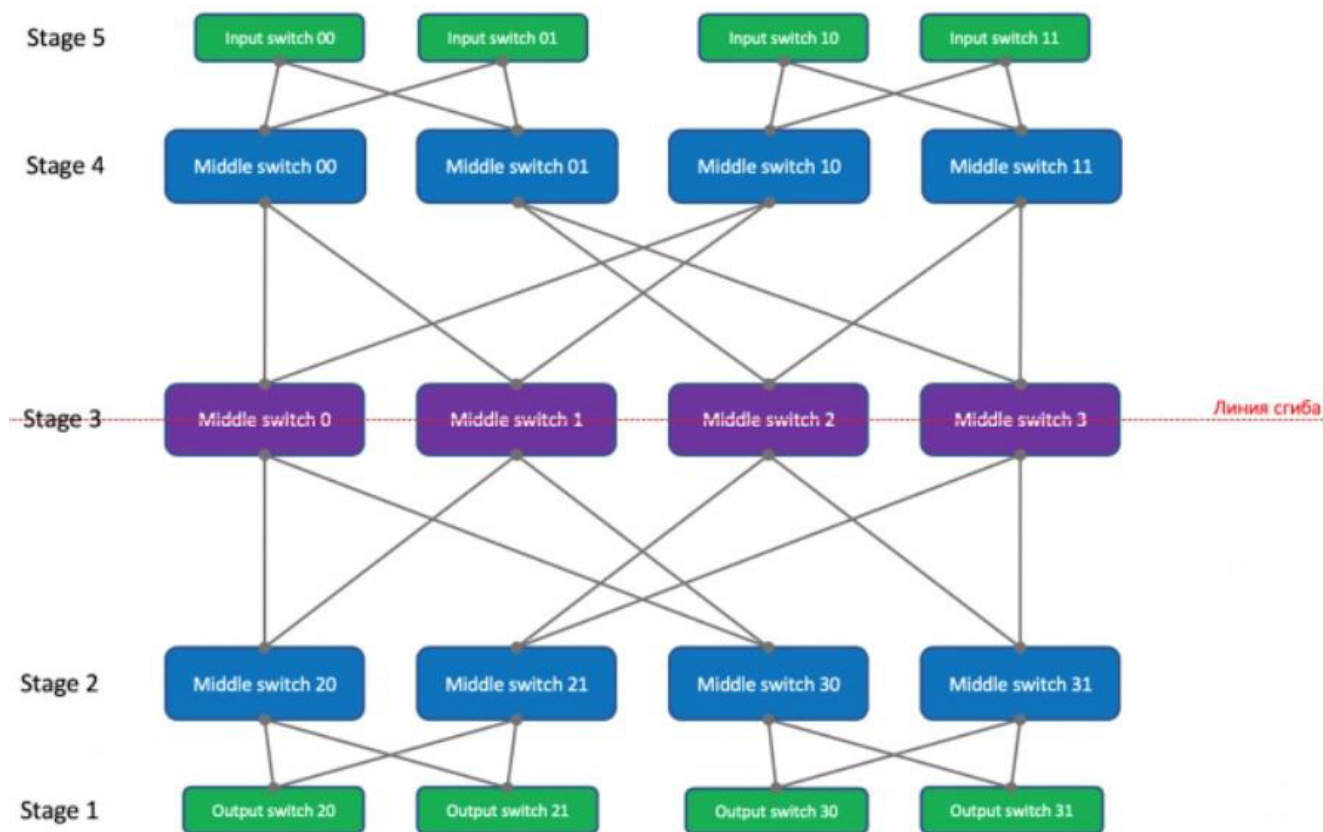 Stage 5
Input switch 00
Input switch 01
Input switch 10
Input switch 11
Stage 4
Middle switch 00
Middle switch 01
Middle switch 10
Middle switch 11
Stage 3
Middle switch 0
Middle switch 1
Middle switch 2
Middle switch 3
Линия сгиба
Stage 2
Middle switch 20
Middle switch 21
Middle switch 30
Middle switch 31
Stage 1
Output switch 20
Output switch 21
Output switch 30
Output switch 31